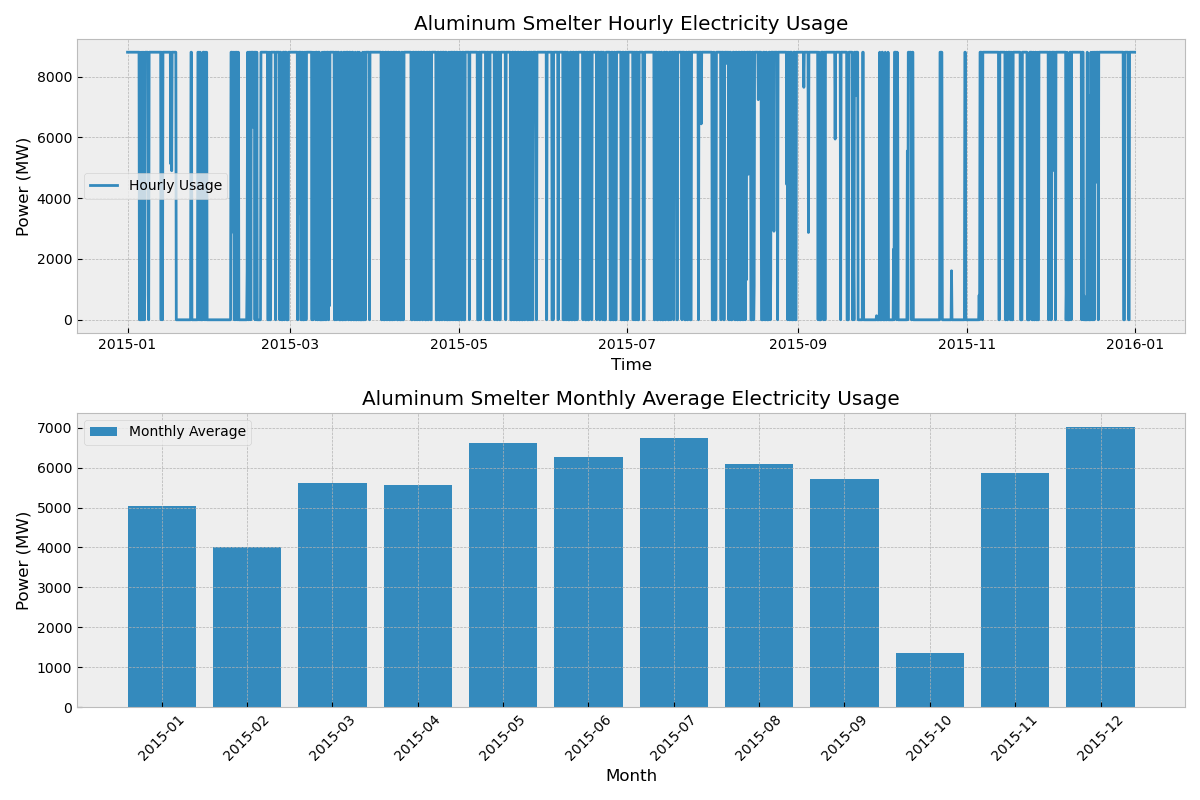 Aluminum Smelter Hourly Electricity Usage
Power (MW)
8000
6000
4000
2000
0
Hourly Usage
2015-01 2015-03 2015-05 2015-07 2015-09 2015-11 2016-01
Time
Aluminum Smelter Monthly Average Electricity Usage
Power (MW)
7000
6000
5000
4000
3000
2000
1000
0
Monthly Average
2015-01 2015-02 2015-03 2015-04 2015-05 2015-06 2015-07 2015-08 2015-09 2015-10 2015-11 2015-12
Month